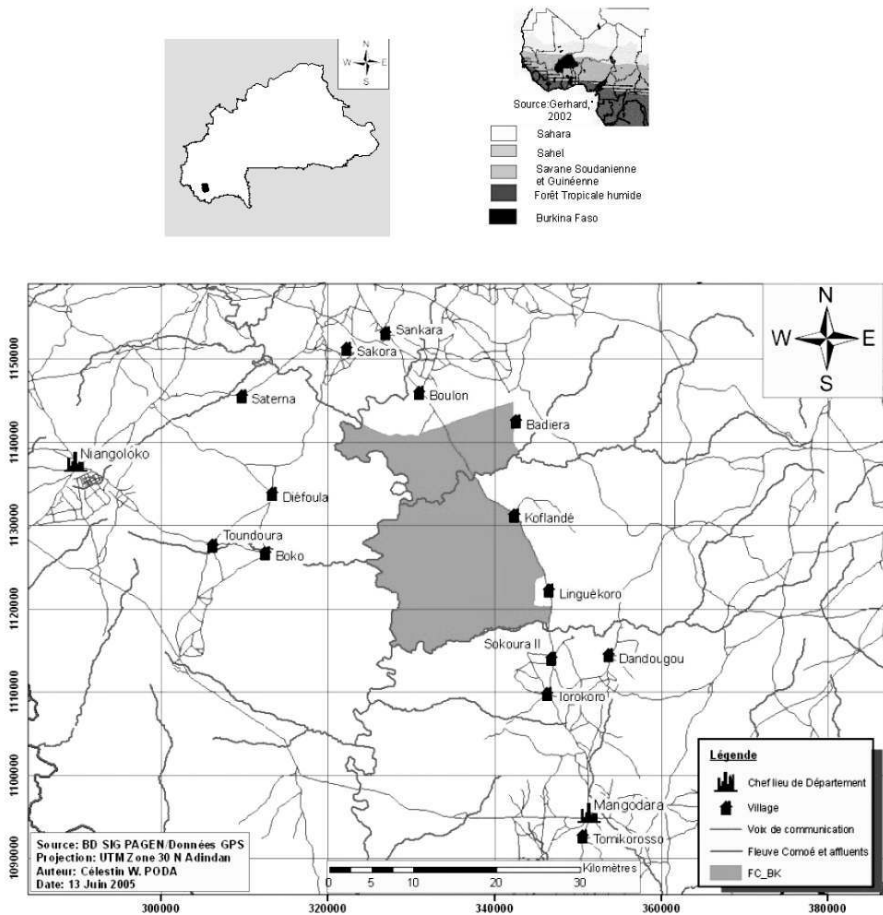 N
W E
S
Source:Gerhard,
2002
Sahara
Sahel
Savane Soudanienne
et Guinéenne
Forêt Tropicale humide
Burkina Faso
N
W E
S
Sankara
Sakora
Saterna
Boulon
Badiera
Niangoloko
Diéfoula
Koflandé
Toundoura
Boko
Linguèkoro
Sokoura II
Dandougou
Torokoro
Mangodara
Tomikorosso
1150000
1140000
1130000
1120000
1110000
1100000
1090000
Légende
Chef lieu de Département
Village
Voix de communication
Fleuve Comoé et affluents
FC_BK
Source: BD SIG PAGEN/Données GPS
Projection: UTM Zone 30 N Adindan
Auteur: Célestin W. PODA
Date: 13 Juin 2005
Kilomètres
0 5 10 20 30
300000 320000 340000 360000 380000